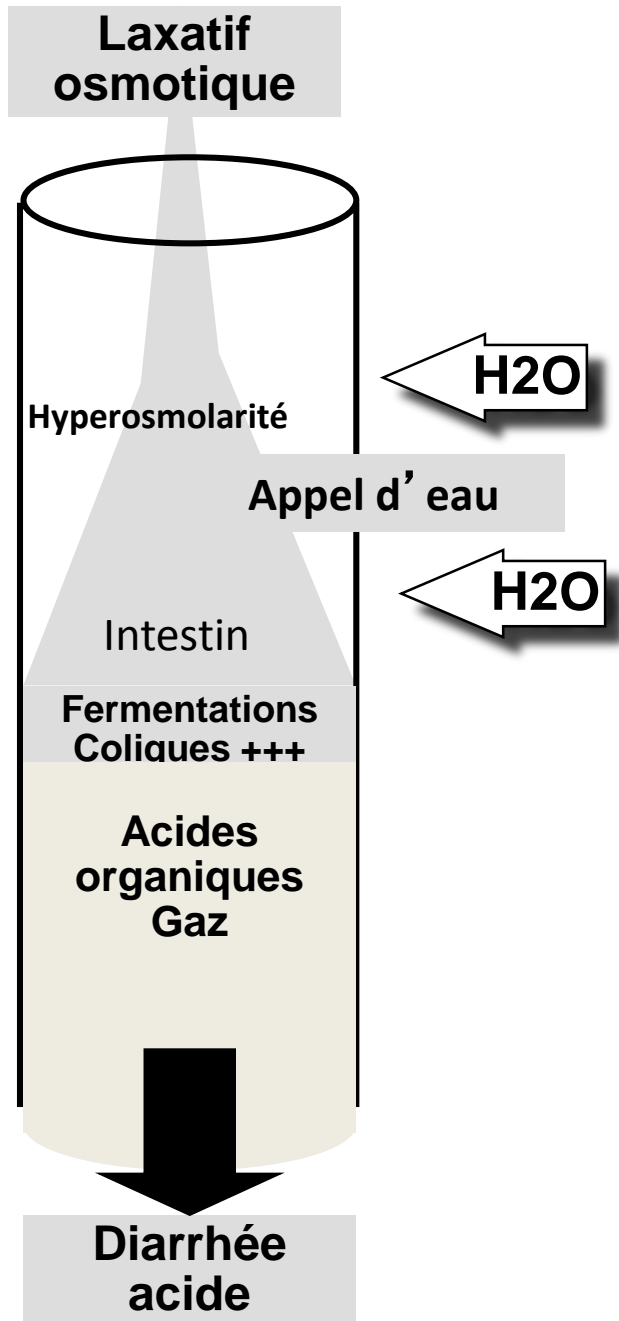 Laxatif
osmotique
H2O
Hyperosmolarité
Appel d’ eau
H2O
Intestin
Fermentations
Coliques +++
Acides
organiques
Gaz
Diarrhée
acide